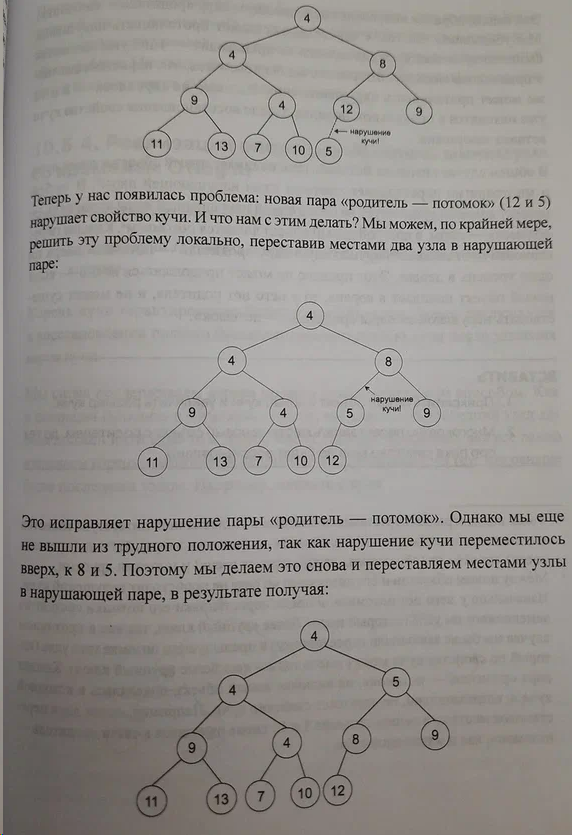 4
4 8
9 4 12 9
нарушение
кучи!
11 13 7 10 5
Теперь у нас появилась проблема: новая пара «родитель — потомок» (12 и 5)
нарушает свойство кучи. И что нам с этим делать? Мы можем, по крайней мере,
решить эту проблему локально, переставив местами два узла в нарушающей
паре:
4
4 8
нарушение
кучи!
9 4 5 9
11 13 7 10 12
Это исправляет нарушение пары «родитель — потомок». Однако мы еще
не вышли из трудного положения, так как нарушение кучи переместилось
вверх, к 8 и 5. Поэтому мы делаем это снова и переставляем местами узлы
в нарушающей паре, в результате получая:
4
4 5
9 4 8 9
11 13 7 10 12